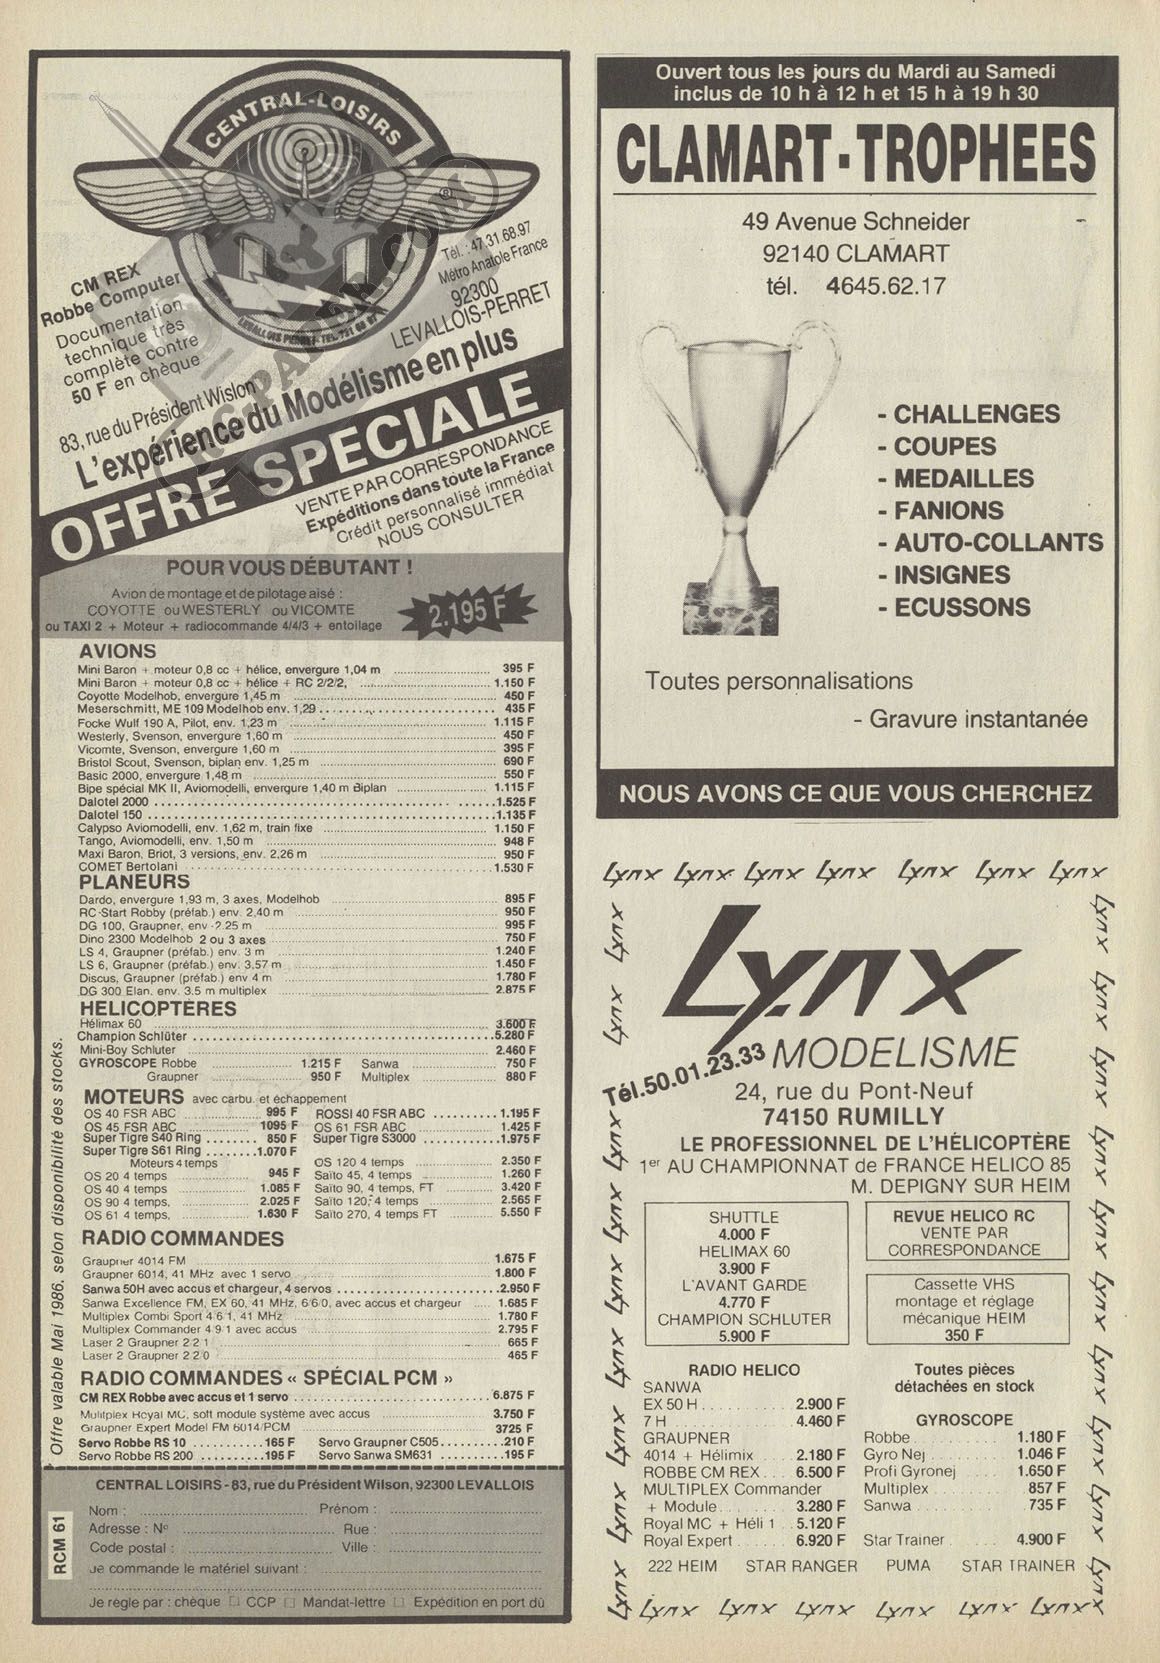 CENTRAL-LOISIRS
®
LEVALLOIS PERRET - TEL. 731 68 97
CM REX
Robbe Computer
Documentation
technique très
complète contre
50 F en chèque
Tél. : 47.31.68.97
Métro Anatole France
92300
LEVALLOIS-PERRET
83, rue du Président Wislon
L'expérience du Modélisme en plus
OFFRE SPECIALE
VENTE PAR CORRESPONDANCE
Expéditions dans toute la France
Crédit personnalisé immédiat
NOUS CONSULTER
POUR VOUS DÉBUTANT !
Avion de montage et de pilotage aisé :
COYOTTE ou WESTERLY ou VICOMTE
ou TAXI 2 + Moteur + radiocommande 4/4/3 + entoilage
2.195 F
AVIONS
Mini Baron + moteur 0,8 cc + hélice, envergure 1,04 m ........ 395 F
Mini Baron + moteur 0,8 cc + hélice + RC 2/2/2, ........ 1.150 F
Coyotte Modelhob, envergure 1,45 m ........ 450 F
Meserschmitt, ME 109 Modelhob env. 1,29 ........ 435 F
Focke Wulf 190 A, Pilot, env. 1,23 m ........ 1.115 F
Westerly, Svenson, envergure 1,60 m ........ 450 F
Vicomte, Svenson, envergure 1,60 m ........ 395 F
Bristol Scout, Svenson, biplan env. 1,25 m ........ 690 F
Basic 2000, envergure 1,48 m ........ 550 F
Bipe spécial MK II, Aviomodelli, envergure 1,40 m Biplan ........ 1.115 F
Dalotel 2000 ........ 1.525 F
Dalotel 150 ........ 1.135 F
Calypso Aviomodelli, env. 1,62 m, train fixe ........ 1.150 F
Tango, Aviomodelli, env. 1,50 m ........ 948 F
Maxi Baron, Briot, 3 versions, env. 2,26 m ........ 950 F
COMET Bertolani ........ 1.530 F
PLANEURS
Dardo, envergure 1,93 m, 3 axes, Modelhob ........ 895 F
RC-Start Robby (préfab.) env. 2,40 m ........ 950 F
DG 100, Graupner, env -2.25 m ........ 995 F
Dino 2300 Modelhob 2 ou 3 axes ........ 750 F
LS 4, Graupner (préfab.) env. 3 m ........ 1.240 F
LS 6, Graupner (préfab.) env. 3,57 m ........ 1.450 F
Discus, Graupner (préfab.) env 4 m ........ 1.780 F
DG 300 Elan. env. 3.5 m multiplex ........ 2.875 F
HELICOPTÈRES
Hélimax 60 ........ 3.600 F
Champion Schlüter ........ 5.280 F
Mini-Boy Schluter ........ 2.460 F
GYROSCOPE Robbe ........ 1.215 F Sanwa ........ 750 F
Graupner ........ 950 F Multiplex ........ 880 F
MOTEURS avec carbu. et échappement
OS 40 FSR ABC ........ 995 F ROSSI 40 FSR ABC ........ 1.195 F
OS 45 FSR ABC ........ 1095 F OS 61 FSR ABC ........ 1.425 F
Super Tigre S40 Ring ........ 850 F Super Tigre S3000 ........ 1.975 F
Super Tigre S61 Ring ........ 1.070 F
Moteurs 4 temps OS 120 4 temps ........ 2.350 F
OS 20 4 temps ........ 945 F Saïto 45, 4 temps ........ 1.260 F
OS 40 4 temps ........ 1.085 F Saïto 90, 4 temps, FT ........ 3.420 F
OS 90 4 temps. ........ 2.025 F Saïto 120, 4 temps ........ 2.565 F
OS 61 4 temps. ........ 1.630 F Saïto 270, 4 temps FT ........ 5.550 F
RADIO COMMANDES
Graupner 4014 FM ........ 1.675 F
Graupner 6014, 41 MHz avec 1 servo ........ 1.800 F
Sanwa 50H avec accus et chargeur, 4 servos ........ 2.950 F
Sanwa Excellence FM, EX 60, 41 MHz, 6/6/0, avec accus et chargeur ..... 1.685 F
Multiplex Combi Sport 4/6/1, 41 MHz ........ 1.780 F
Multiplex Commander 4/9/1 avec accus ........ 2.795 F
Laser 2 Graupner 2 2 1 ........ 665 F
Laser 2 Graupner 2 2 0 ........ 465 F
RADIO COMMANDES « SPÉCIAL PCM »
CM REX Robbe avec accus et 1 servo ........ 6.875 F
Multiplex Royal MC, soft module système avec accus ........ 3.750 F
Graupner Expert Model FM 6014/PCM ........ 3725 F
Servo Robbe RS 10 ........ 165 F Servo Graupner C505 ........ 210 F
Servo Robbe RS 200 ........ 195 F Servo Sanwa SM631 ........ 195 F
Offre valable Mai 1986. selon disponibilité des stocks.
CENTRAL LOISIRS - 83, rue du Président Wilson, 92300 LEVALLOIS
Nom : ........ Prénom : ........
Adresse : N° ........ Rue : ........
Code postal : ........ Ville : ........
Je commande le matériel suivant : ........
Je règle par : chèque □ CCP □ Mandat-lettre □ Expédition en port dû
RCM 61
Ouvert tous les jours du Mardi au Samedi
inclus de 10 h à 12 h et 15 h à 19 h 30
CLAMART-TROPHEES
49 Avenue Schneider
92140 CLAMART
tél. 4645.62.17
- CHALLENGES
- COUPES
- MEDAILLES
- FANIONS
- AUTO-COLLANTS
- INSIGNES
- ECUSSONS
Toutes personnalisations
- Gravure instantanée
NOUS AVONS CE QUE VOUS CHERCHEZ
Lynx Lynx Lynx Lynx Lynx Lynx Lynx
Lynx
MODELISME
Tél.50.01.23.33
24, rue du Pont-Neuf
74150 RUMILLY
LE PROFESSIONNEL DE L'HÉLICOPTÈRE
1er AU CHAMPIONNAT de FRANCE HELICO 85
M. DEPIGNY SUR HEIM
SHUTTLE
4.000 F
HELIMAX 60
3.900 F
L'AVANT GARDE
4.770 F
CHAMPION SCHLUTER
5.900 F
REVUE HELICO RC
VENTE PAR
CORRESPONDANCE
Cassette VHS
montage et réglage
mécanique HEIM
350 F
RADIO HELICO
SANWA
EX 50 H ........ 2.900 F
7 H ........ 4.460 F
GRAUPNER
4014 + Hélimix ........ 2.180 F
ROBBE CM REX ... 6.500 F
MULTIPLEX Commander
+ Module ........ 3.280 F
Royal MC + Héli 1 .. 5.120 F
Royal Expert ........ 6.920 F
Toutes pièces
détachées en stock
GYROSCOPE
Robbe ........ 1.180 F
Gyro Nej ........ 1.046 F
Profi Gyronej ..... 1.650 F
Multiplex ........ 857 F
Sanwa ........ 735 F
Star Trainer ........ 4.900 F
222 HEIM STAR RANGER PUMA STAR TRAINER
Lynx Lynx Lynx Lynx Lynx Lynx Lynx